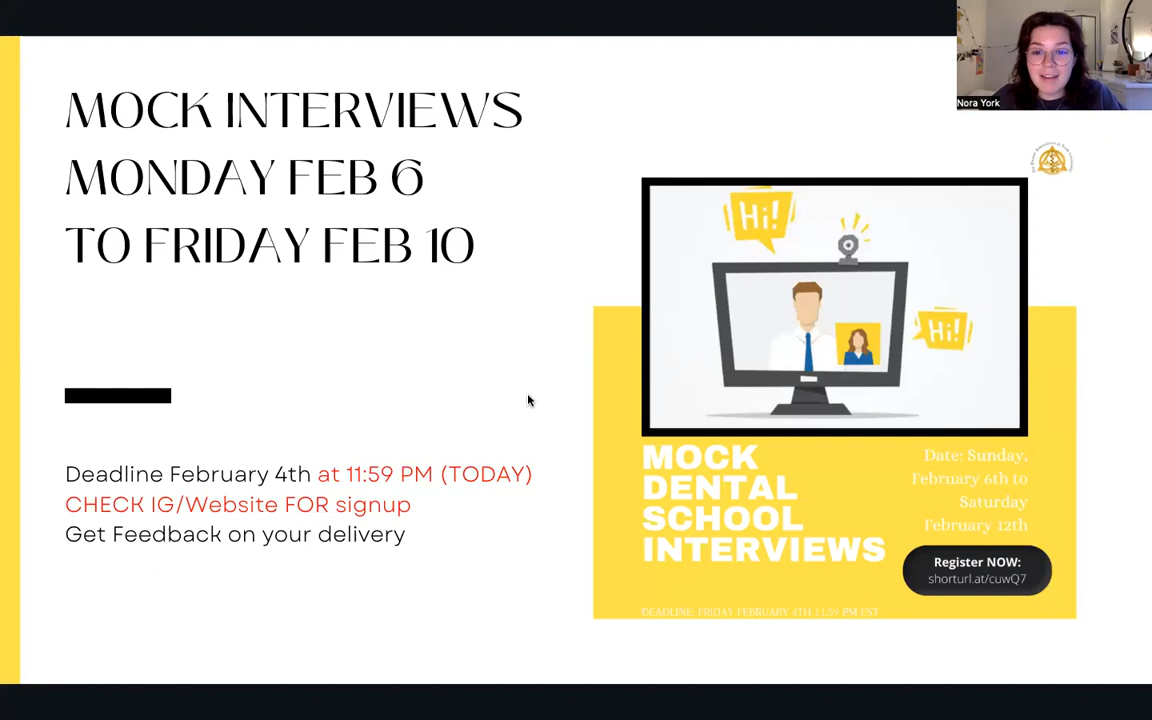 MOCK INTERVIEWS
MONDAY FEB 6
TO FRIDAY FEB 10
Deadline February 4th at 11:59 PM (TODAY)
CHECK IG/Website FOR signup
Get Feedback on your delivery
Nora York
Hi!
Hi!
MOCK
DENTAL
SCHOOL
INTERVIEWS
Date: Sunday,
February 6th to
Saturday
February 12th
Register NOW:
shorturl.at/cuwQ7
DEADLINE: FRIDAY FEBRUARY 4TH 11:59 PM EST